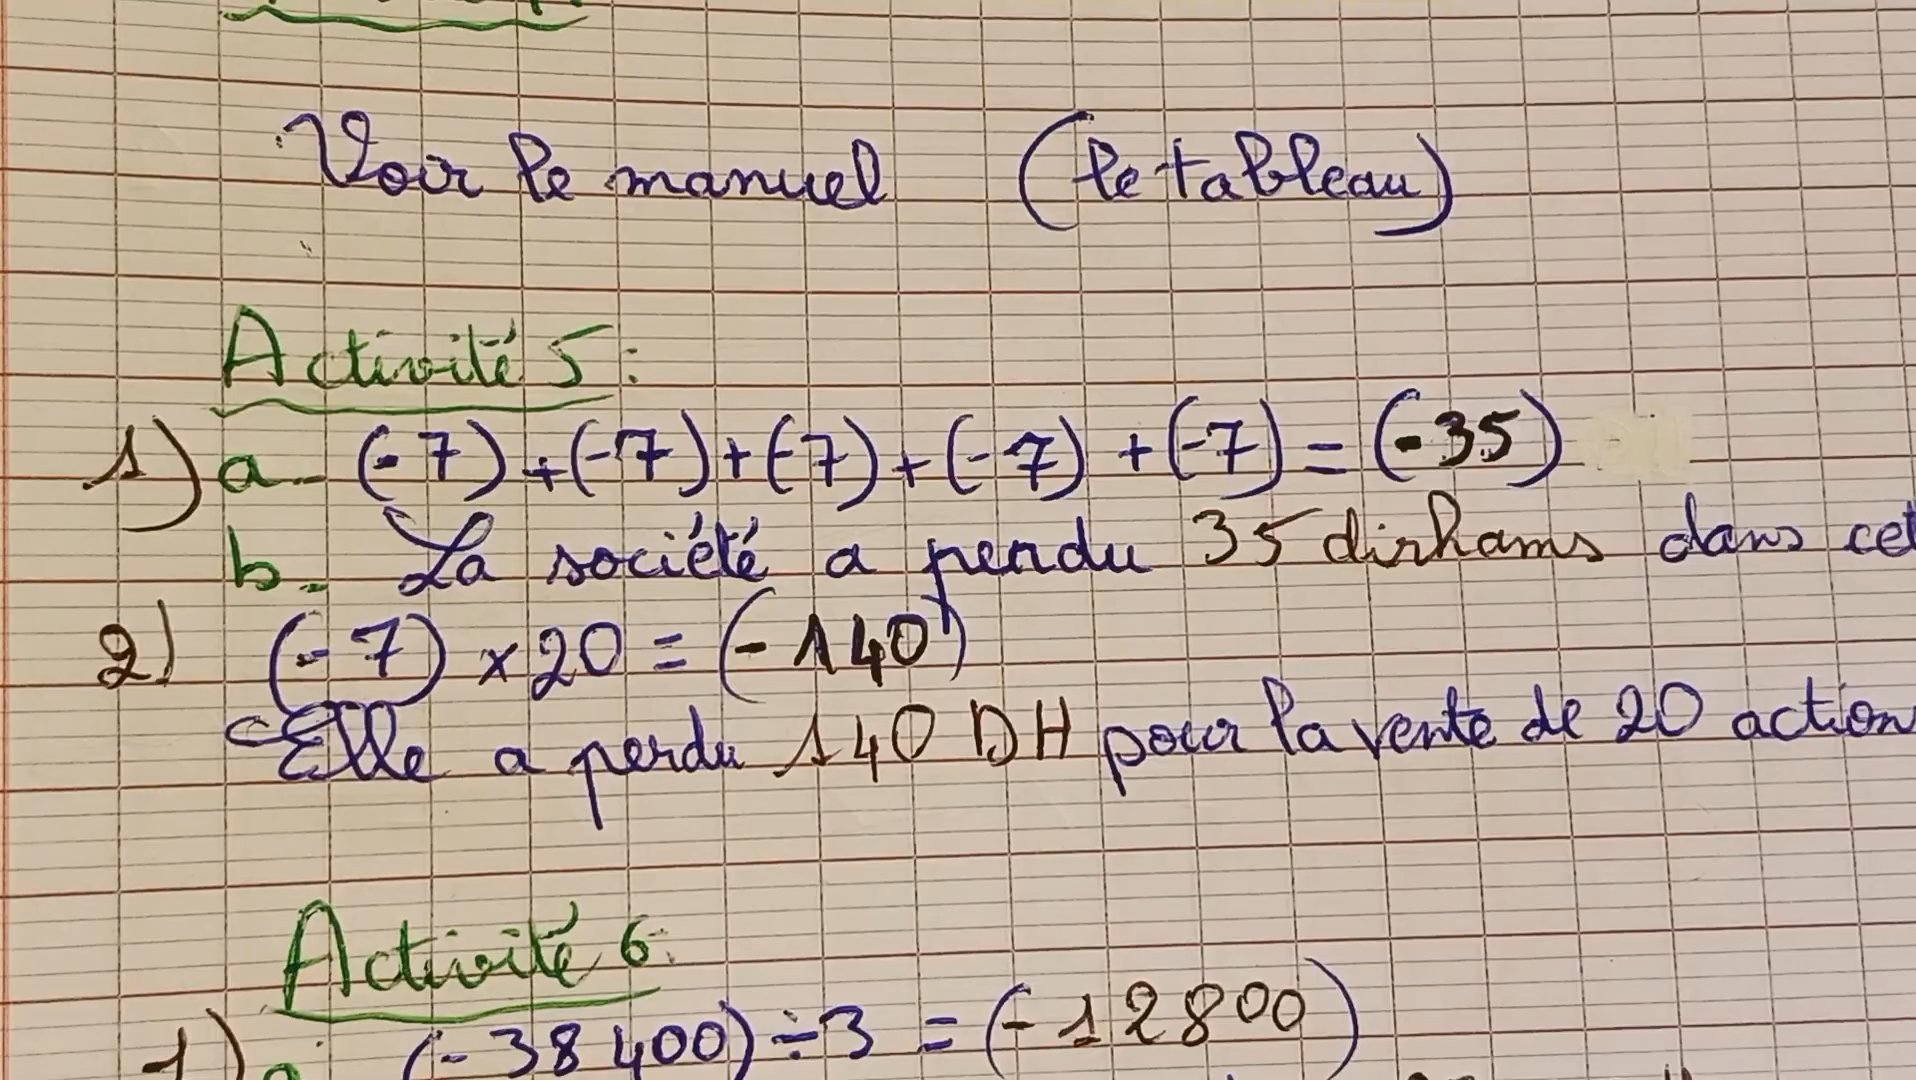 Voir le manuel (le tableau)
Activité 5 :
1) a- (-7) + (-7) + (-7) + (-7) + (-7) = (-35)
b- La société a perdu 35 dirhams dans cet
2) (-7) × 20 = (-140)
Elle a perdu 140 DH pour la vente de 20 action
Activité 6:
1) a- (-38 400) ÷ 3 = (-12800)